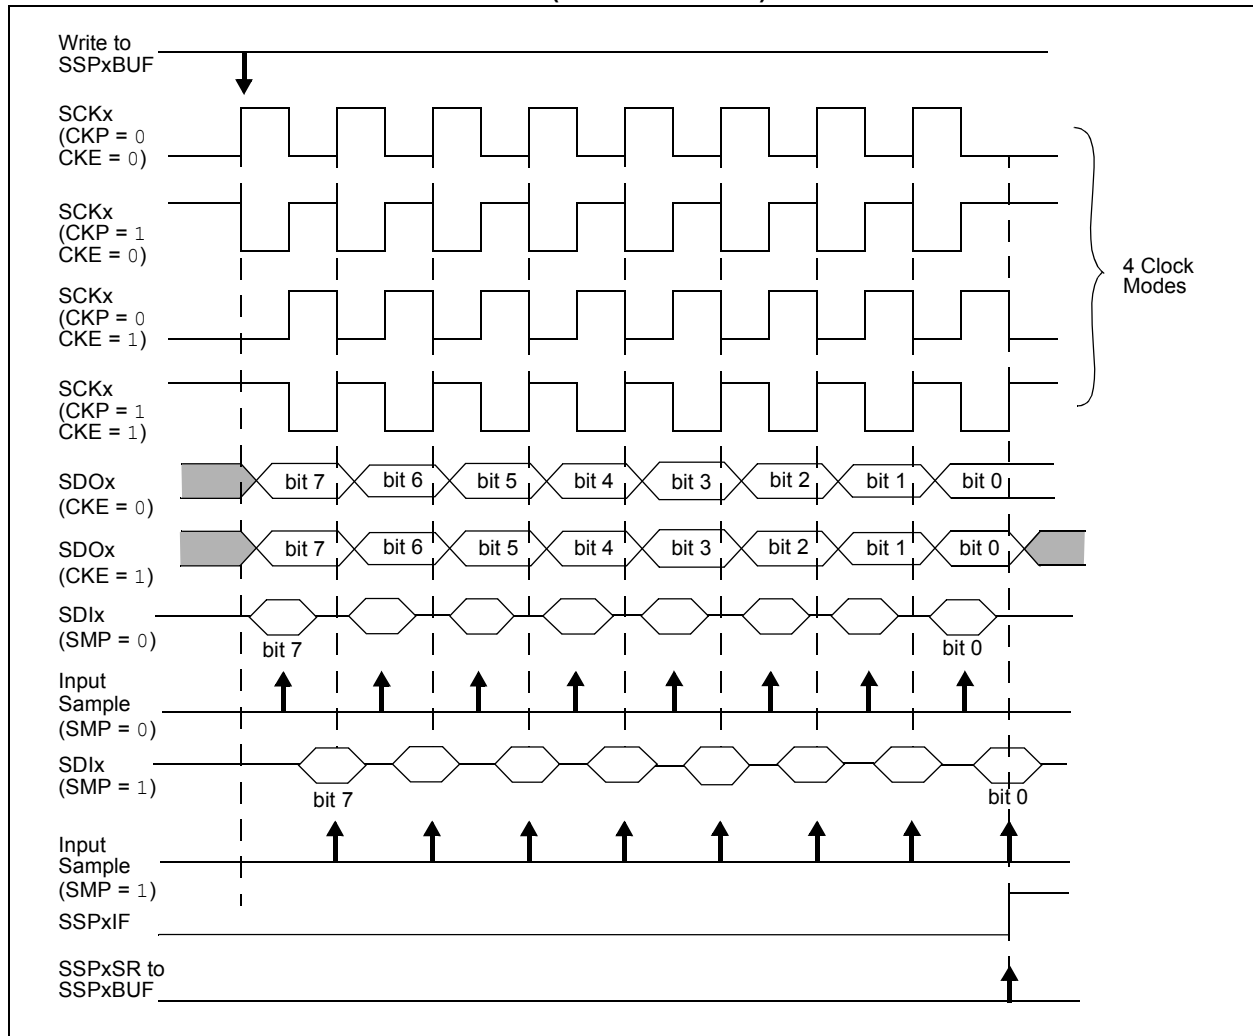 Write to
SSPxBUF
SCKx
(CKP = 0
CKE = 0)
SCKx
(CKP = 1
CKE = 0)
SCKx
(CKP = 0
CKE = 1)
SCKx
(CKP = 1
CKE = 1)
4 Clock
Modes
SDOx
(CKE = 0)
bit 7 bit 6 bit 5 bit 4 bit 3 bit 2 bit 1 bit 0
SDOx
(CKE = 1)
bit 7 bit 6 bit 5 bit 4 bit 3 bit 2 bit 1 bit 0
SDIx
(SMP = 0)
bit 7 bit 0
Input
Sample
(SMP = 0)
SDIx
(SMP = 1)
bit 7 bit 0
Input
Sample
(SMP = 1)
SSPxIF
SSPxSR to
SSPxBUF